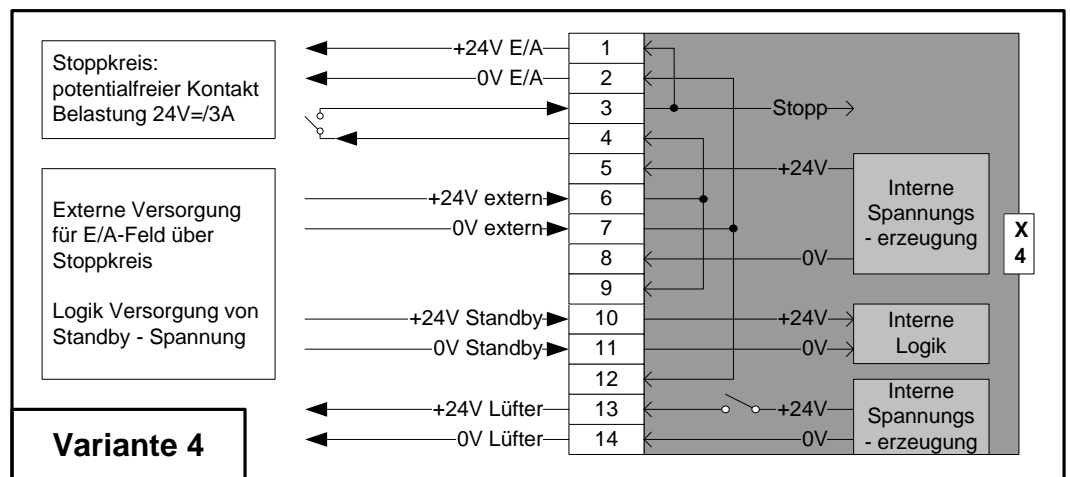 Stoppkreis:
potentialfreier Kontakt
Belastung 24V=/3A
Externe Versorgung
für E/A-Feld über
Stoppkreis
Logik Versorgung von
Standby - Spannung
Variante 4
+24V E/A
0V E/A
+24V extern
0V extern
+24V Standby
0V Standby
+24V Lüfter
0V Lüfter
1
2
3
4
5
6
7
8
9
10
11
12
13
14
Stopp
+24V
0V
Interne
Spannungs
- erzeugung
+24V
0V
Interne
Logik
+24V
0V
Interne
Spannungs
- erzeugung
X
4